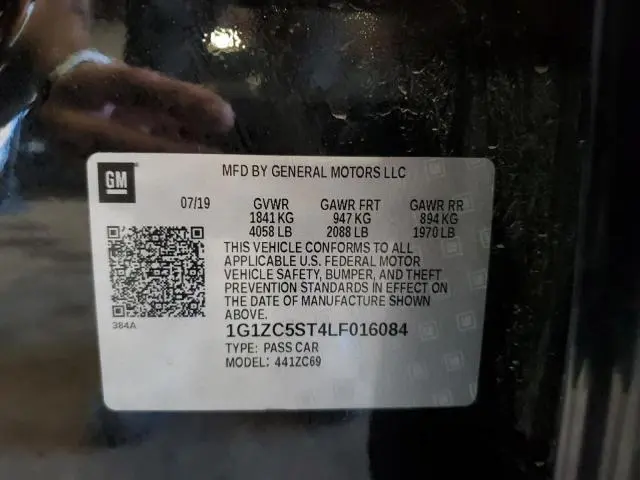 GM
MFD BY GENERAL MOTORS LLC
07/19 GVWR GAWR FRT GAWR RR
1841 KG 947 KG 894 KG
4058 LB 2088 LB 1970 LB
THIS VEHICLE CONFORMS TO ALL
APPLICABLE U.S. FEDERAL MOTOR
VEHICLE SAFETY, BUMPER, AND THEFT
PREVENTION STANDARDS IN EFFECT ON
THE DATE OF MANUFACTURE SHOWN
ABOVE.
384A
1G1ZC5ST4LF016084
TYPE: PASS CAR
MODEL: 441ZC69